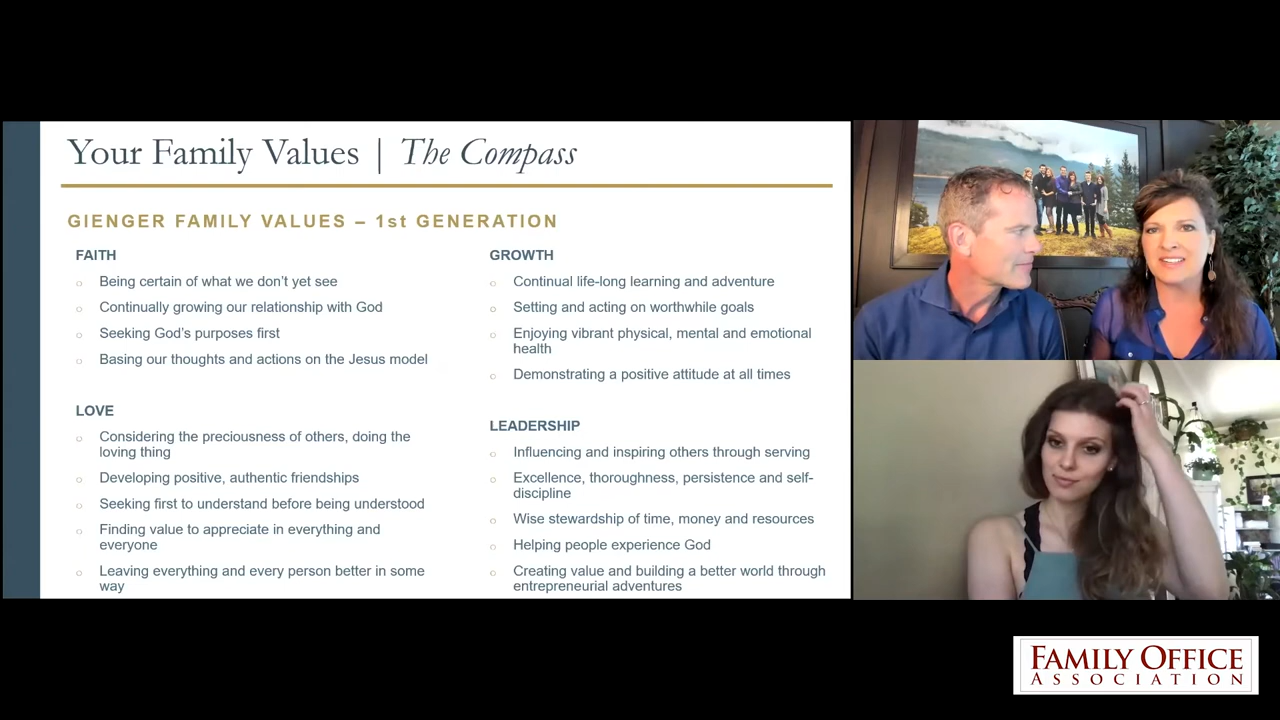 Your Family Values | The Compass
GIENGER FAMILY VALUES – 1st GENERATION
FAITH
Being certain of what we don't yet see
Continually growing our relationship with God
Seeking God's purposes first
Basing our thoughts and actions on the Jesus model
LOVE
Considering the preciousness of others, doing the
loving thing
Developing positive, authentic friendships
Seeking first to understand before being understood
Finding value to appreciate in everything and
everyone
Leaving everything and every person better in some
way
GROWTH
Continual life-long learning and adventure
Setting and acting on worthwhile goals
Enjoying vibrant physical, mental and emotional
health
Demonstrating a positive attitude at all times
LEADERSHIP
Influencing and inspiring others through serving
Excellence, thoroughness, persistence and self-
discipline
Wise stewardship of time, money and resources
Helping people experience God
Creating value and building a better world through
entrepreneurial adventures
FAMILY OFFICE
ASSOCIATION